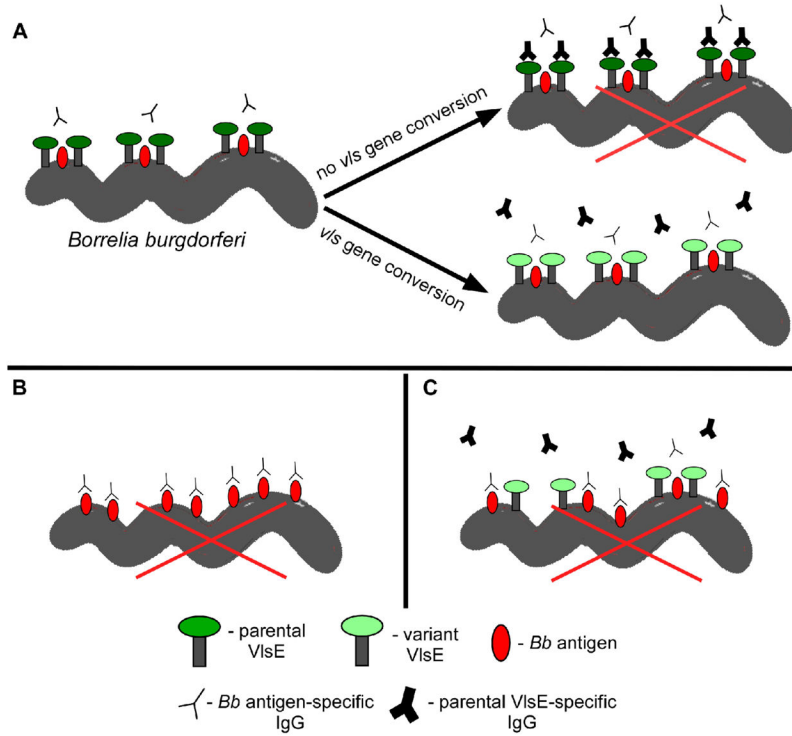 A
no vls gene conversion
Borrelia burgdorferi
vls gene conversion
B
C
- parental
VlsE
- variant
VlsE
- Bb antigen
- Bb antigen-specific
IgG
- parental VlsE-specific
IgG